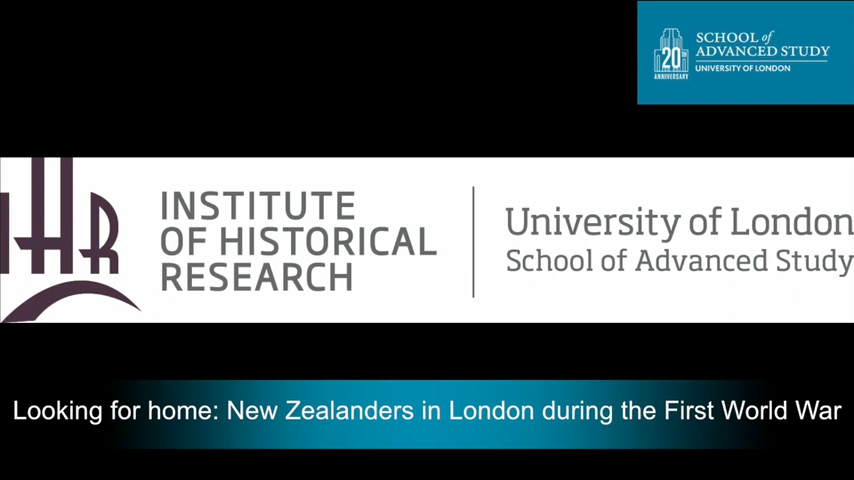 SCHOOL of
ADVANCED STUDY
UNIVERSITY OF LONDON
20TH
ANNIVERSARY
IHR
INSTITUTE
OF HISTORICAL
RESEARCH
University of London
School of Advanced Study
Looking for home: New Zealanders in London during the First World War